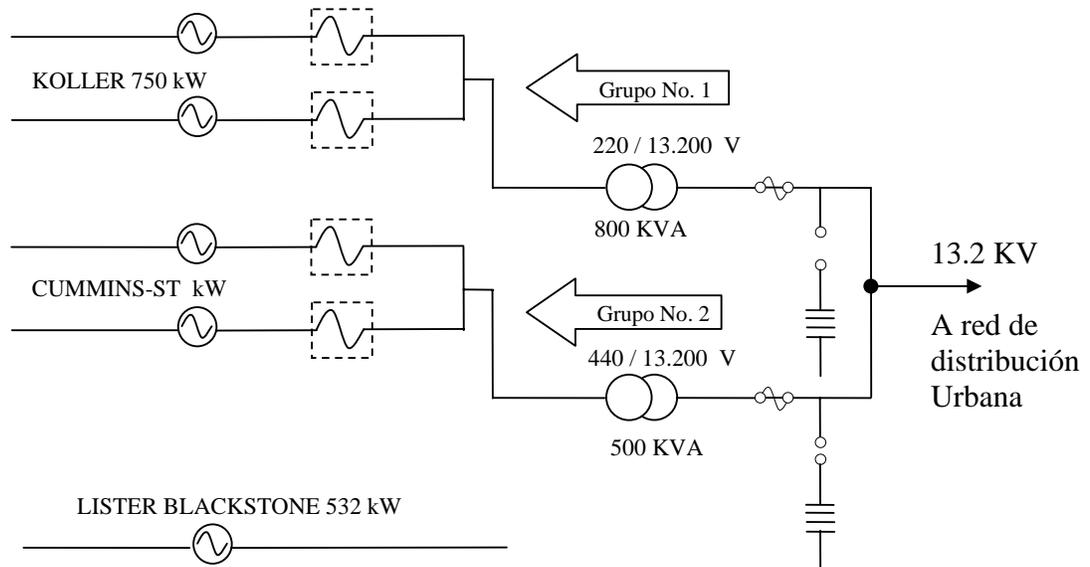 KOLLER 750 kW
Grupo No. 1
220 / 13.200 V
800 KVA
CUMMINS-ST kW
Grupo No. 2
440 / 13.200 V
500 KVA
13.2 KV
A red de
distribución
Urbana
LISTER BLACKSTONE 532 kW